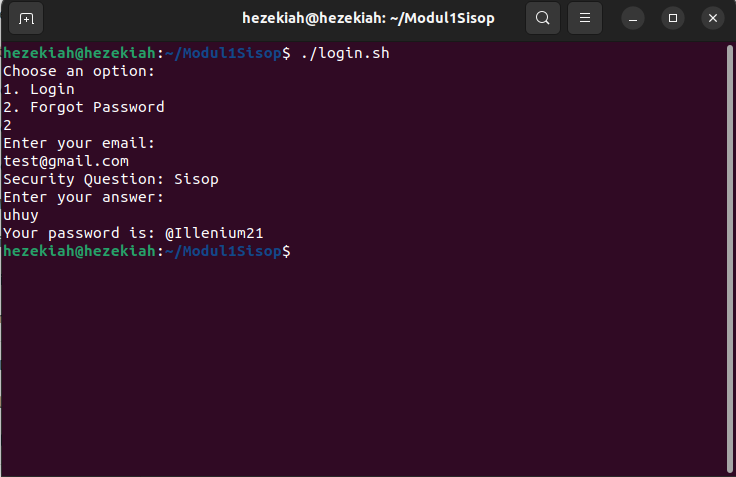 hezekiah@hezekiah: ~/Modul1Sisop
hezekiah@hezekiah:~/Modul1Sisop$ ./login.sh
Choose an option:
1. Login
2. Forgot Password
2
Enter your email:
test@gmail.com
Security Question: Sisop
Enter your answer:
uhuy
Your password is: @Illenium21
hezekiah@hezekiah:~/Modul1Sisop$